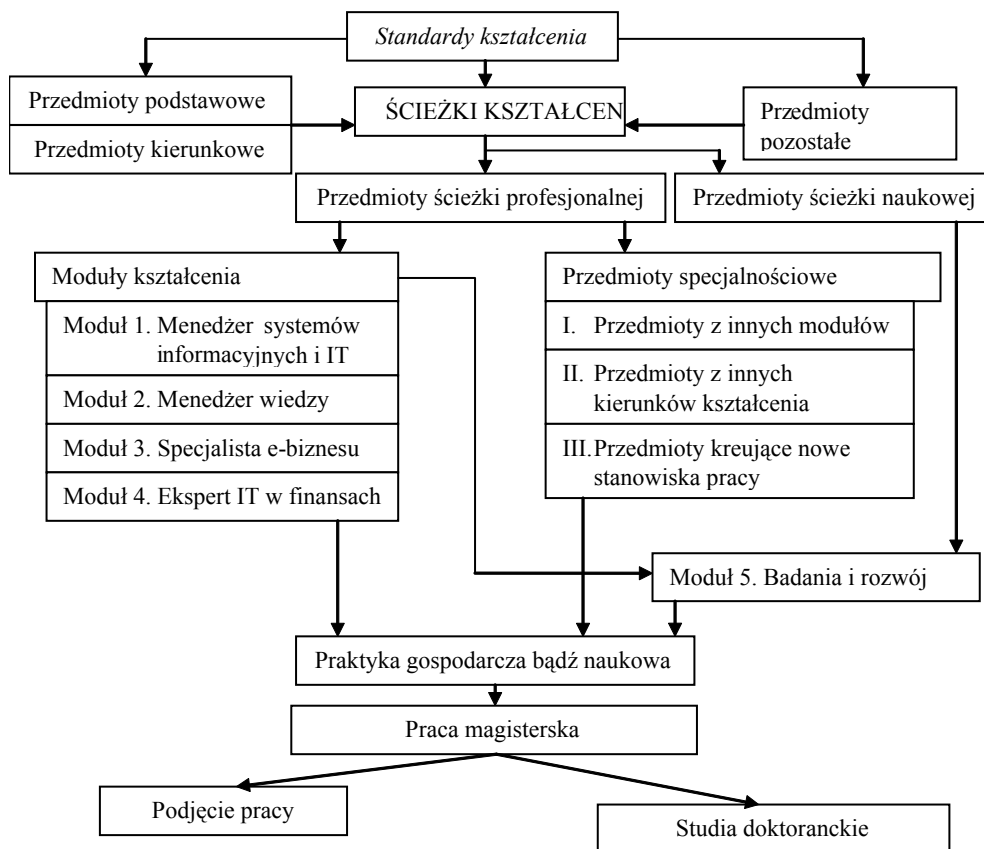 Standardy kształcenia
Przedmioty podstawowe
ŚCIEŻKI KSZTAŁCEN
Przedmioty
pozostałe
Przedmioty kierunkowe
Przedmioty ścieżki profesjonalnej
Przedmioty ścieżki naukowej
Moduły kształcenia
Moduł 1. Menedżer systemów
informacyjnych i IT
Moduł 2. Menedżer wiedzy
Moduł 3. Specjalista e-biznesu
Moduł 4. Ekspert IT w finansach
Przedmioty specjalnościowe
I. Przedmioty z innych modułów
II. Przedmioty z innych
kierunków kształcenia
III. Przedmioty kreujące nowe
stanowiska pracy
Moduł 5. Badania i rozwój
Praktyka gospodarcza bądź naukowa
Praca magisterska
Podjęcie pracy
Studia doktoranckie